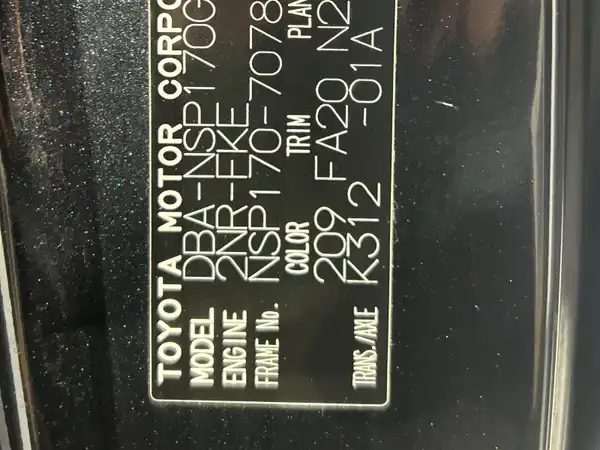 TOYOTA MOTOR CORPO
MODEL DBA-NSP170G
ENGINE 2NR-FKE
FRAME No. NSP170-7078
COLOR TRIM PLAN
209 FA20 N2
TRANS./AXLE K312 -01A